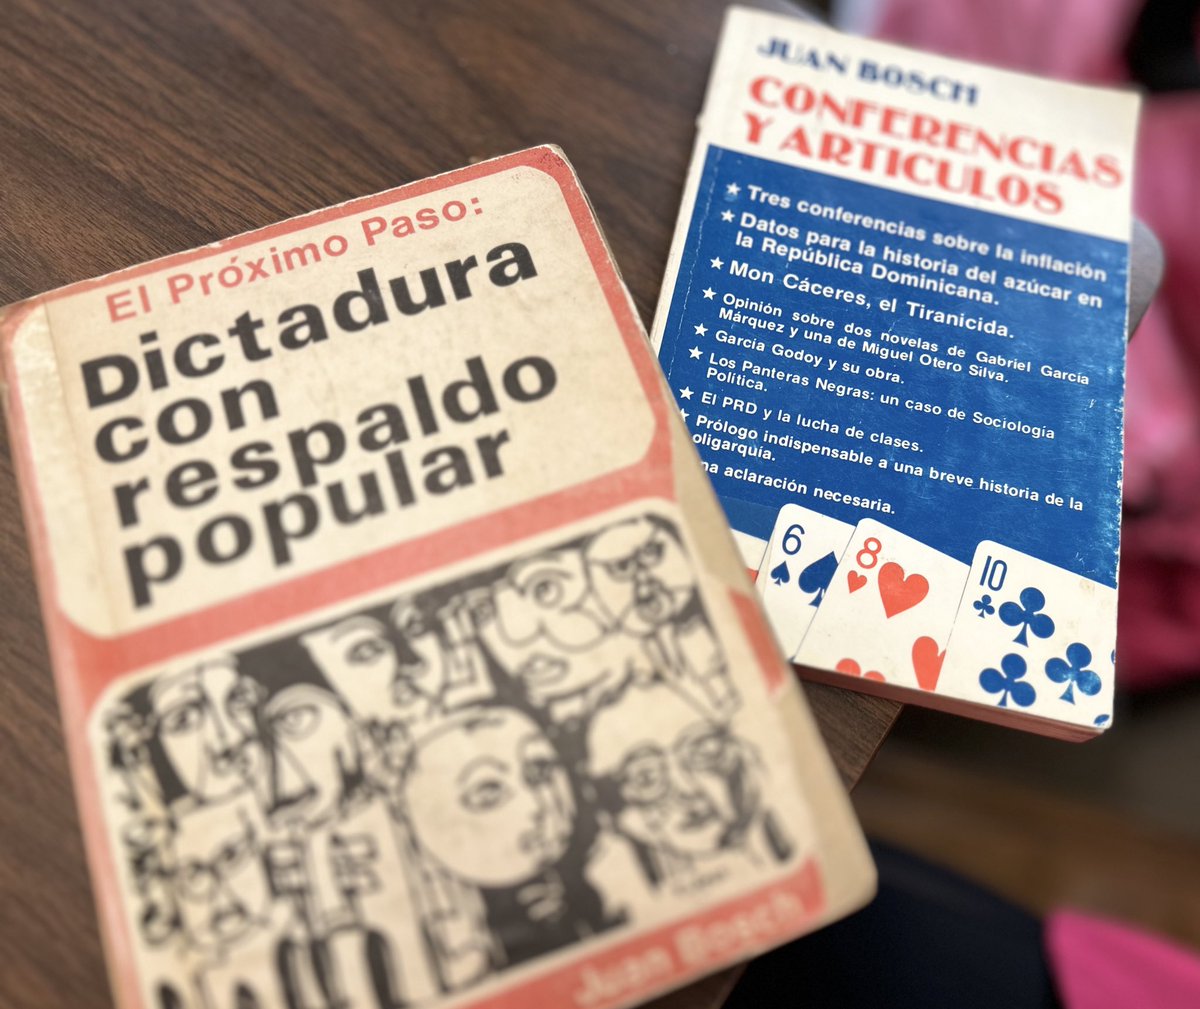 El Próximo Paso:
Dictadura
con
respaldo
popular
Juan Bosch
JUAN BOSCH
CONFERENCIAS
Y ARTICULOS
★ Tres conferencias sobre la inflación
★ Datos para la historia del azúcar en
la República Dominicana.
★ Mon Cáceres, el Tiranicida.
★ Opinión sobre dos novelas de Gabriel García
Márquez y una de Miguel Otero Silva.
★ García Godoy y su obra.
★ Los Panteras Negras: un caso de Sociología
Política.
★ El PRD y la lucha de clases.
★ Prólogo indispensable a una breve historia de la
oligarquía.
na aclaración necesaria.
6
8
10